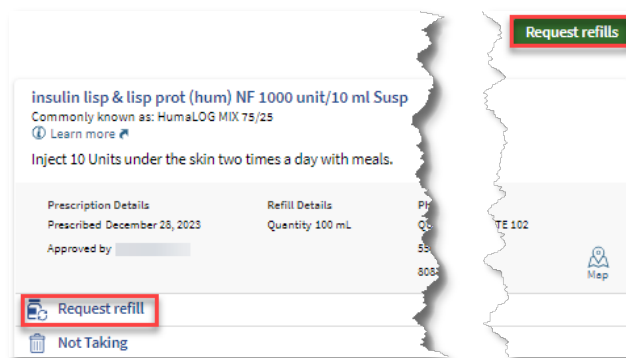 Request refills
insulin lisp & lisp prot (hum) NF 1000 unit/10 ml Susp
Commonly known as: HumaLOG MIX 75/25
Learn more
Inject 10 Units under the skin two times a day with meals.
Prescription Details
Refill Details
Prescribed December 28, 2023
Quantity 100 mL
TE 102
Approved by
Map
Request refill
Not Taking